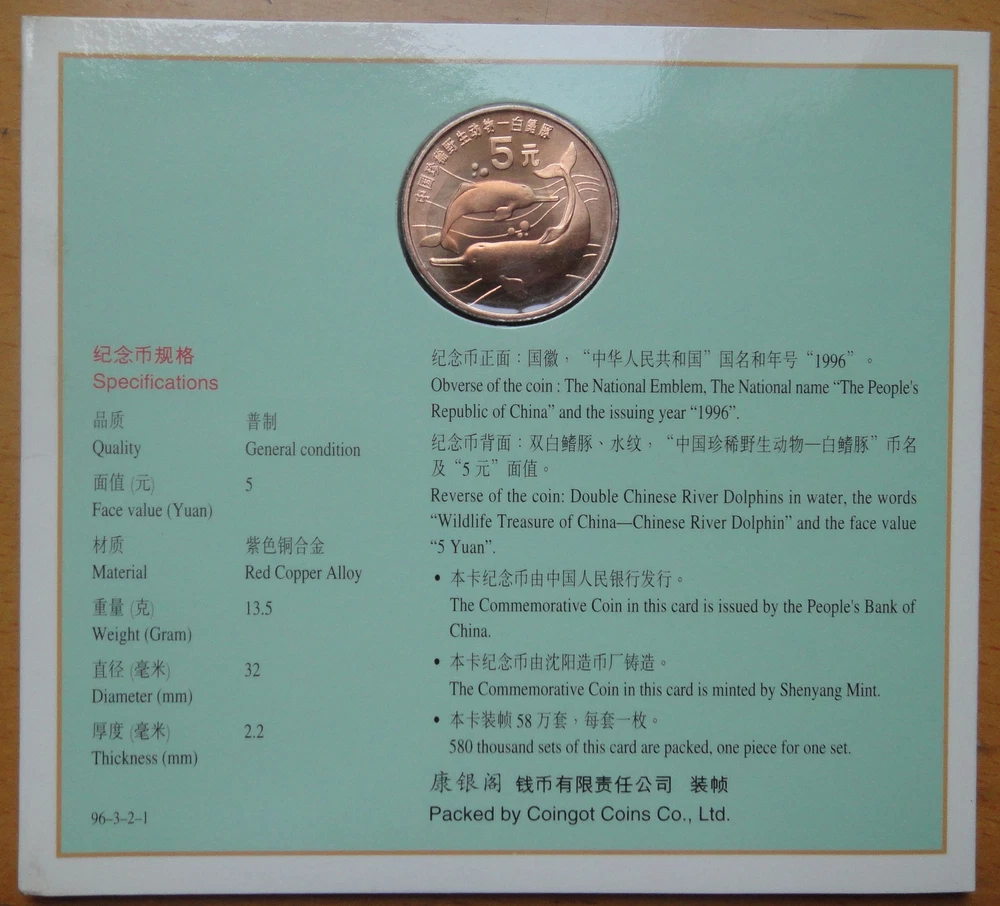 中国珍稀野生动物—白鳍豚
5元
纪念币规格
Specifications
品质 普制
Quality General condition
面值 (元) 5
Face value (Yuan)
材质 紫色铜合金
Material Red Copper Alloy
重量 (克) 13.5
Weight (Gram)
直径 (毫米) 32
Diameter (mm)
厚度 (毫米) 2.2
Thickness (mm)
96–3–2–1
纪念币正面：国徽，“中华人民共和国”国名和年号“1996”。
Obverse of the coin : The National Emblem, The National name “The People's
Republic of China” and the issuing year “1996”.
纪念币背面：双白鳍豚、水纹，“中国珍稀野生动物—白鳍豚”币名
及“5元”面值。
Reverse of the coin: Double Chinese River Dolphins in water, the words
“Wildlife Treasure of China—Chinese River Dolphin” and the face value
“5 Yuan”.
• 本卡纪念币由中国人民银行发行。
The Commemorative Coin in this card is issued by the People's Bank of
China.
• 本卡纪念币由沈阳造币厂铸造。
The Commemorative Coin in this card is minted by Shenyang Mint.
• 本卡装帧58万套，每套一枚。
580 thousand sets of this card are packed, one piece for one set.
康银阁 钱币有限责任公司 装帧
Packed by Coingot Coins Co., Ltd.